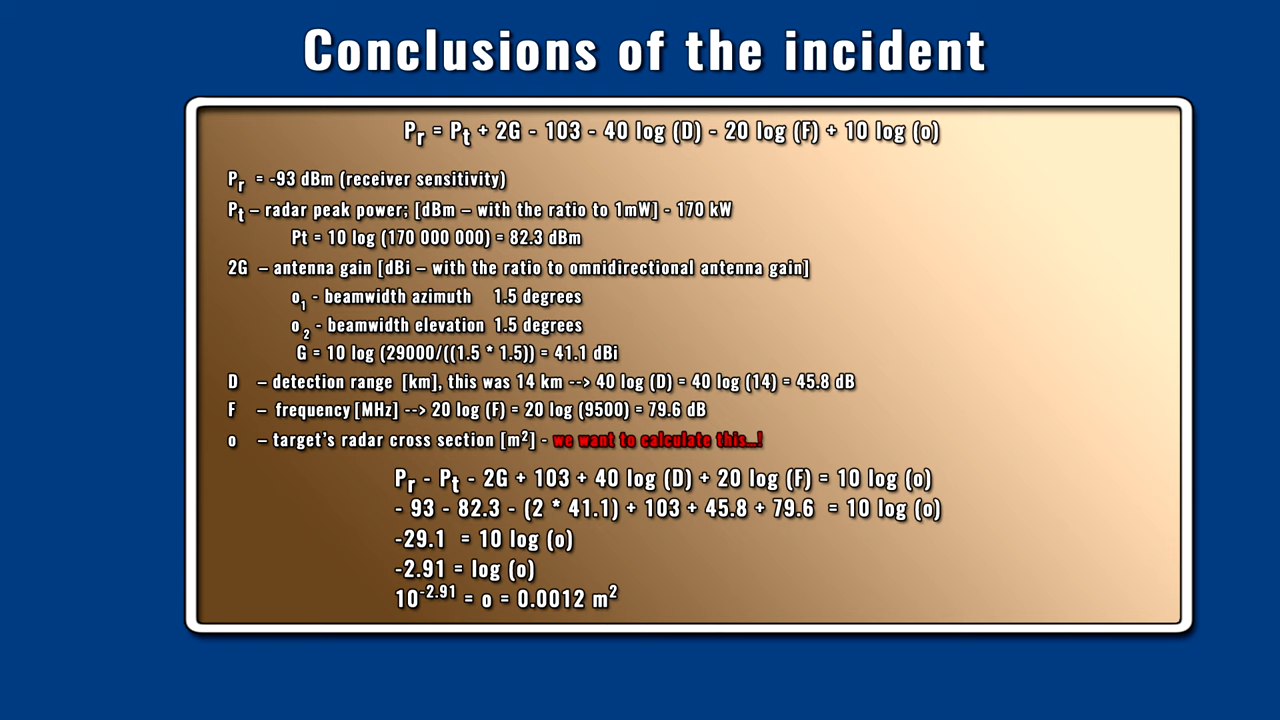 Conclusions of the incident
Pr = Pt + 2G - 103 - 40 log (D) - 20 log (F) + 10 log (o)
Pr = -93 dBm (receiver sensitivity)
Pt – radar peak power; [dBm – with the ratio to 1mW] - 170 kW
Pt = 10 log (170 000 000) = 82.3 dBm
2G – antenna gain [dBi – with the ratio to omnidirectional antenna gain]
o1 - beamwidth azimuth 1.5 degrees
o2 - beamwidth elevation 1.5 degrees
G = 10 log (29000/((1.5 * 1.5)) = 41.1 dBi
D – detection range [km], this was 14 km --> 40 log (D) = 40 log (14) = 45.8 dB
F – frequency [MHz] --> 20 log (F) = 20 log (9500) = 79.6 dB
o – target's radar cross section [m²] - we want to calculate this...!
Pr - Pt - 2G + 103 + 40 log (D) + 20 log (F) = 10 log (o)
- 93 - 82.3 - (2 * 41.1) + 103 + 45.8 + 79.6 = 10 log (o)
-29.1 = 10 log (o)
-2.91 = log (o)
10^-2.91 = o = 0.0012 m²